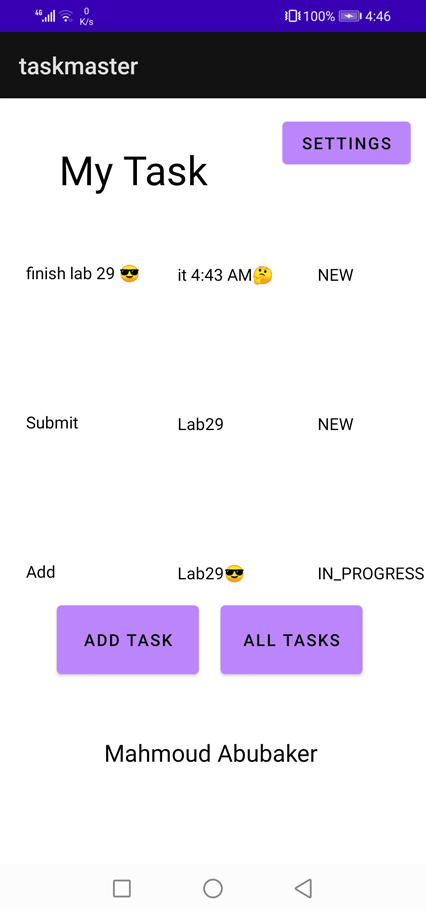 4G 0 K/s 100% 4:46
taskmaster
SETTINGS
My Task
finish lab 29 😎 it 4:43 AM🤔 NEW
Submit Lab29 NEW
Add Lab29😎 IN_PROGRESS
ADD TASK ALL TASKS
Mahmoud Abubaker